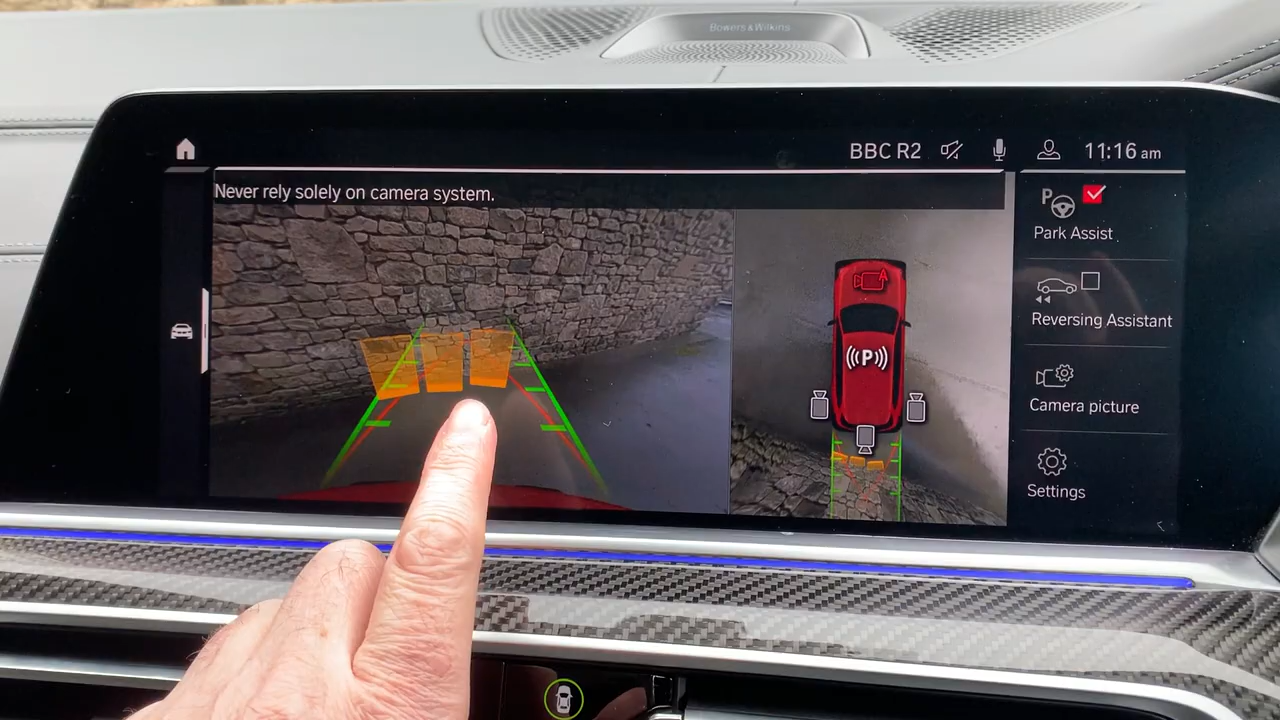 Bowers & Wilkins
BBC R2
11:16 am
Never rely solely on camera system.
P
Park Assist
Reversing Assistant
Camera picture
Settings
A
P